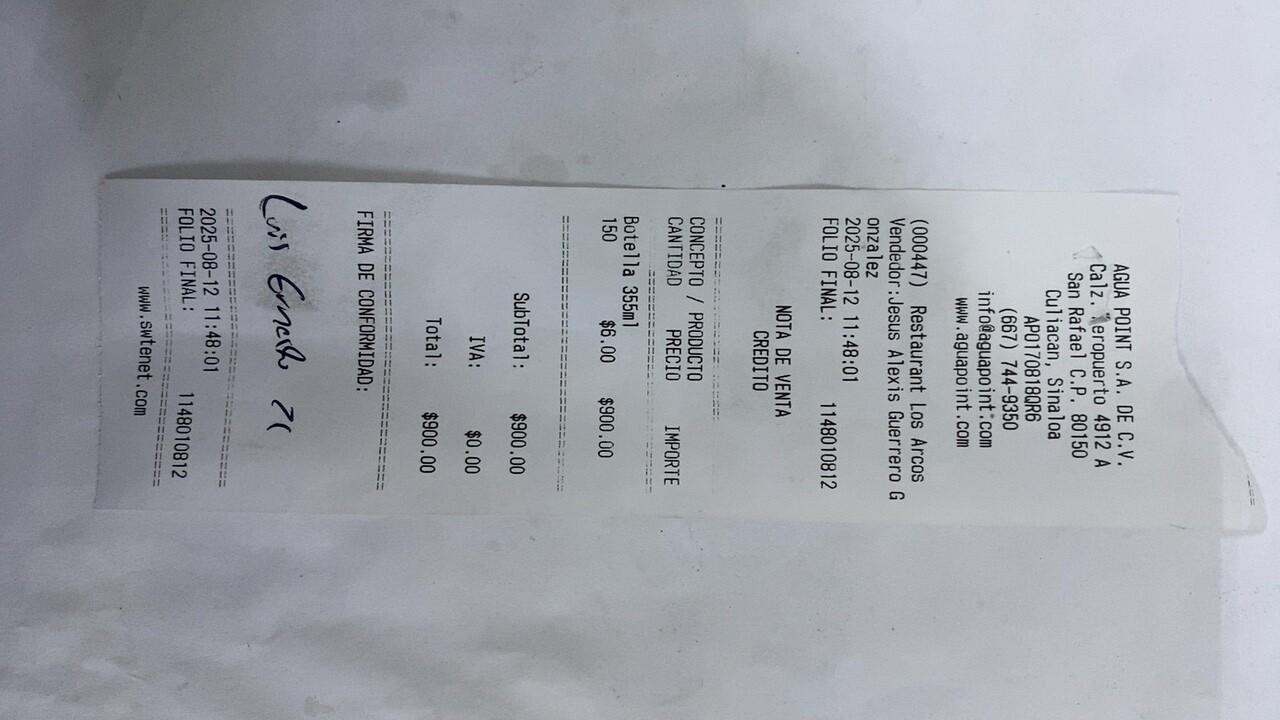 AGUA POINT S.A. DE C.V.
Calz. Aeropuerto 4912 A
San Rafael C.P. 80150
Culiacan, Sinaloa
APO170818QR6
(667) 744-9350
info@aguapoint.com
www.aguapoint.com
(000447) Restaurant Los Arcos
Vendedor:Jesus Alexis Guerrero G
onzalez
2025-08-12 11:48:01
FOLIO FINAL: 1148010812
NOTA DE VENTA
CREDITO
CONCEPTO / PRODUCTO
CANTIDAD PRECIO IMPORTE
Botella 355ml
150 $6.00 $900.00
SubTotal: $900.00
IVA: $0.00
Total: $900.00
FIRMA DE CONFORMIDAD:
Luis Ernesto
2025-08-12 11:48:01
FOLIO FINAL: 1148010812
www.swtenet.com